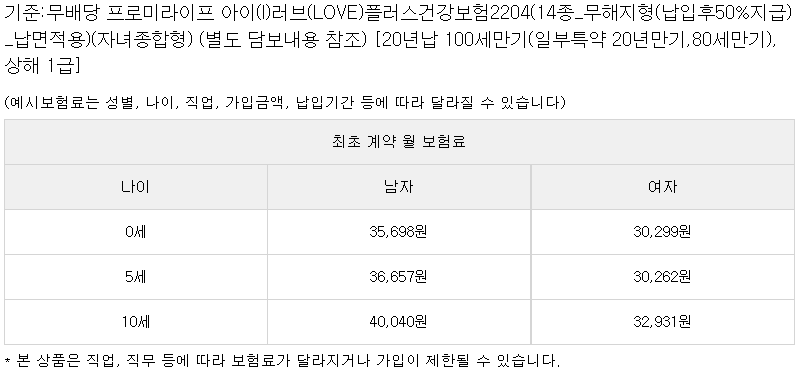 기준:무배당 프로미라이프 아이(I)러브(LOVE)플러스건강보험2204(14종_무해지형(납입후50%지급)
_납면적용)(자녀종합형) (별도 담보내용 참조) [20년납 100세만기(일부특약 20년만기,80세만기),
상해 1급]
(예시보험료는 성별, 나이, 직업, 가입금액, 납입기간 등에 따라 달라질 수 있습니다)
최초 계약 월 보험료
나이 남자 여자
0세 35,698원 30,299원
5세 36,657원 30,262원
10세 40,040원 32,931원
* 본 상품은 직업, 직무 등에 따라 보험료가 달라지거나 가입이 제한될 수 있습니다.